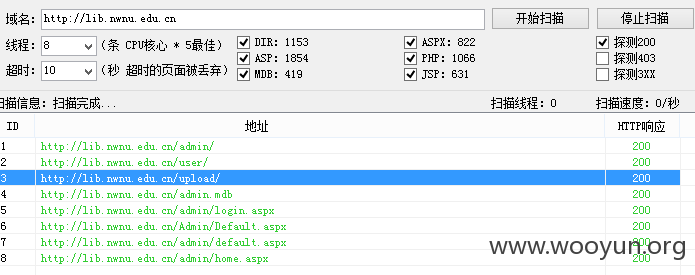 域名: http://lib.nwnu.edu.cn 开始扫描 停止扫描
线程: 8 (条 CPU核心 * 5最佳) DIR: 1153 ASPX: 822 探测200
ASP: 1854 PHP: 1066 探测403
超时: 10 (秒 超时的页面被丢弃) MDB: 419 JSP: 631 探测3XX
扫描信息: 扫描完成... 扫描线程: 0 扫描速度: 0/秒
ID 地址 HTTP响应
1 http://lib.nwnu.edu.cn/admin/ 200
2 http://lib.nwnu.edu.cn/user/ 200
3 http://lib.nwnu.edu.cn/upload/ 200
4 http://lib.nwnu.edu.cn/admin.mdb 200
5 http://lib.nwnu.edu.cn/admin/login.aspx 200
6 http://lib.nwnu.edu.cn/Admin/Default.aspx 200
7 http://lib.nwnu.edu.cn/admin/default.aspx 200
8 http://lib.nwnu.edu.cn/admin/home.aspx 200
www.wooyun.org